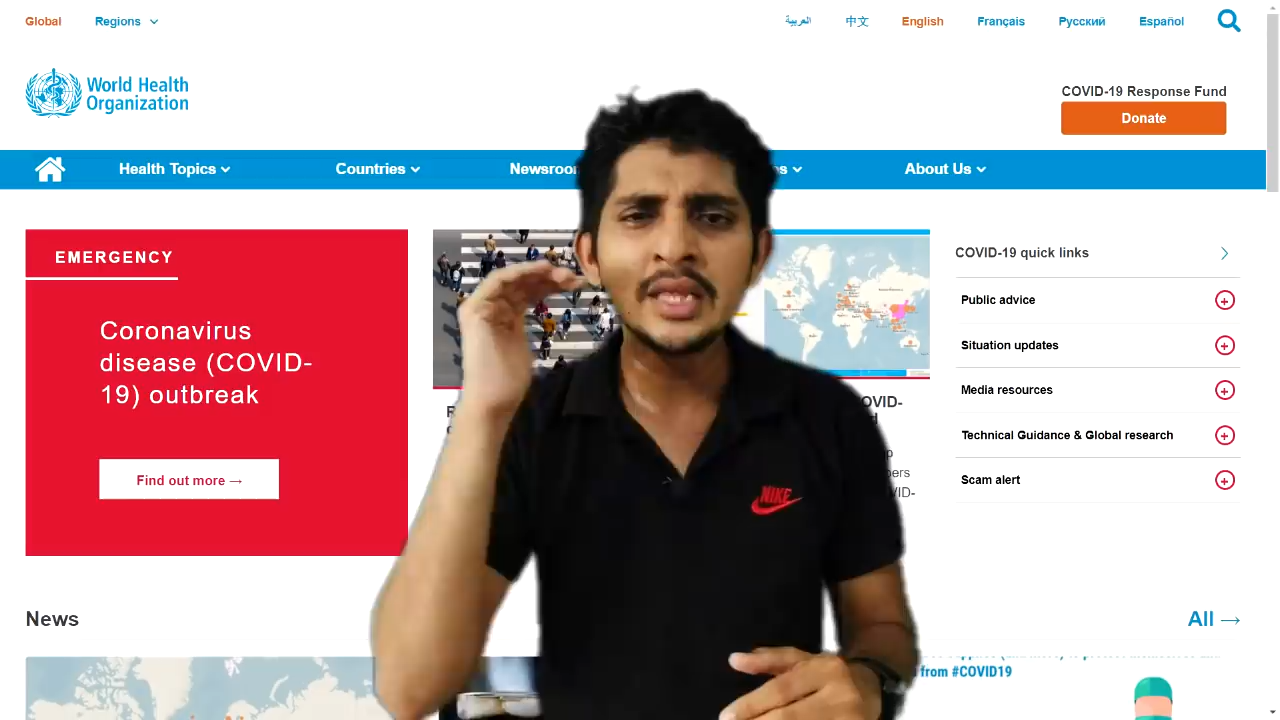 Global
Regions
العربية
中文
English
Français
Русский
Español
World Health
Organization
COVID-19 Response Fund
Donate
Health Topics
Countries
About Us
EMERGENCY
Coronavirus
disease (COVID-
19) outbreak
Find out more →
COVID-19 quick links
Public advice
Situation updates
Media resources
Technical Guidance & Global research
Scam alert
NIKE
News
All →
from #COVID19